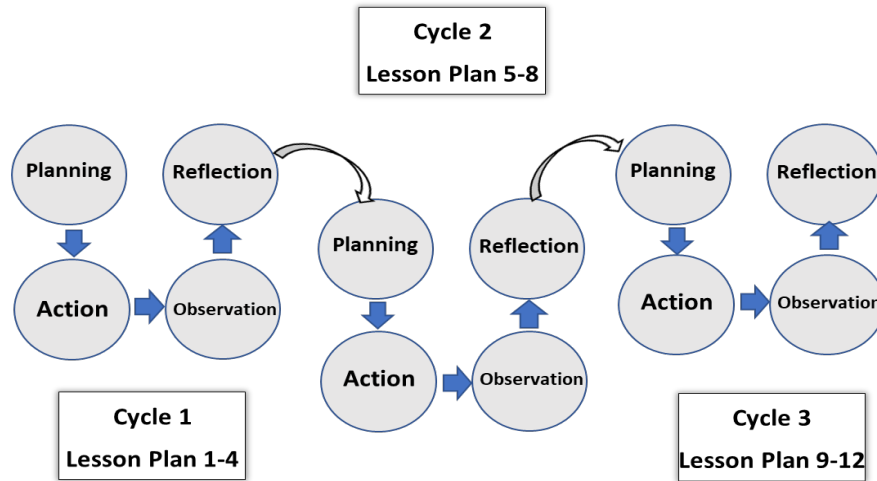 Cycle 2
Lesson Plan 5-8
Planning
Reflection
Action
Observation
Cycle 1
Lesson Plan 1-4
Planning
Reflection
Action
Observation
Planning
Reflection
Action
Observation
Cycle 3
Lesson Plan 9-12